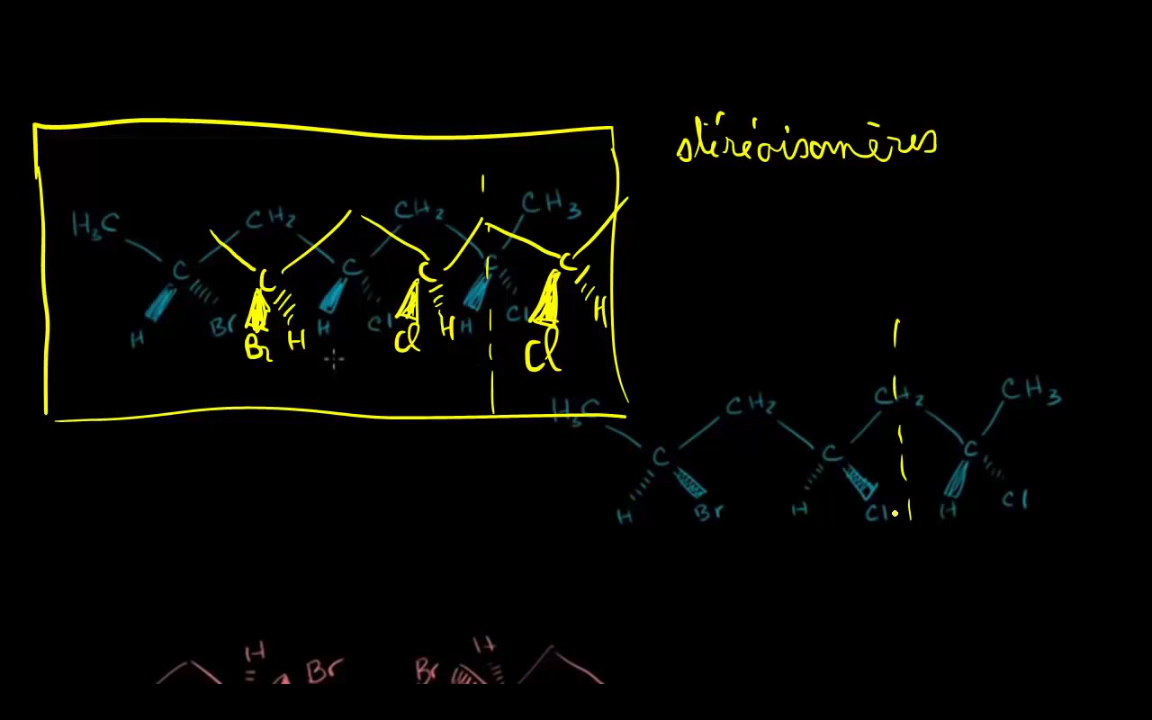 stéréoisomères
H₃C CH₂ CH₂ CH₃
C C C C C C
H Br Br H H Cl Cl H H Cl Cl H
H₃C CH₂ CH₂ CH₃
C C C
H Br H Cl H Cl
H Br Br H